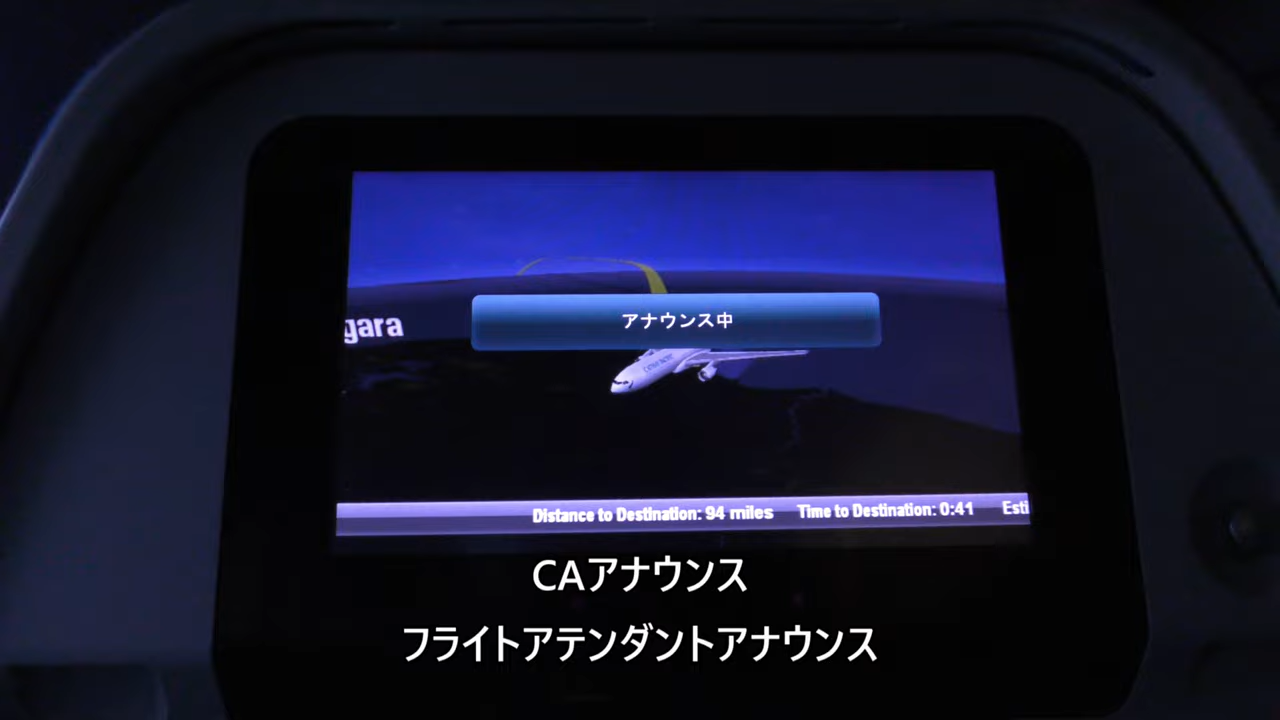 アナウンス中
gara
Distance to Destination: 94 miles Time to Destination: 0:41 Esti
CAアナウンス
フライトアテンダントアナウンス